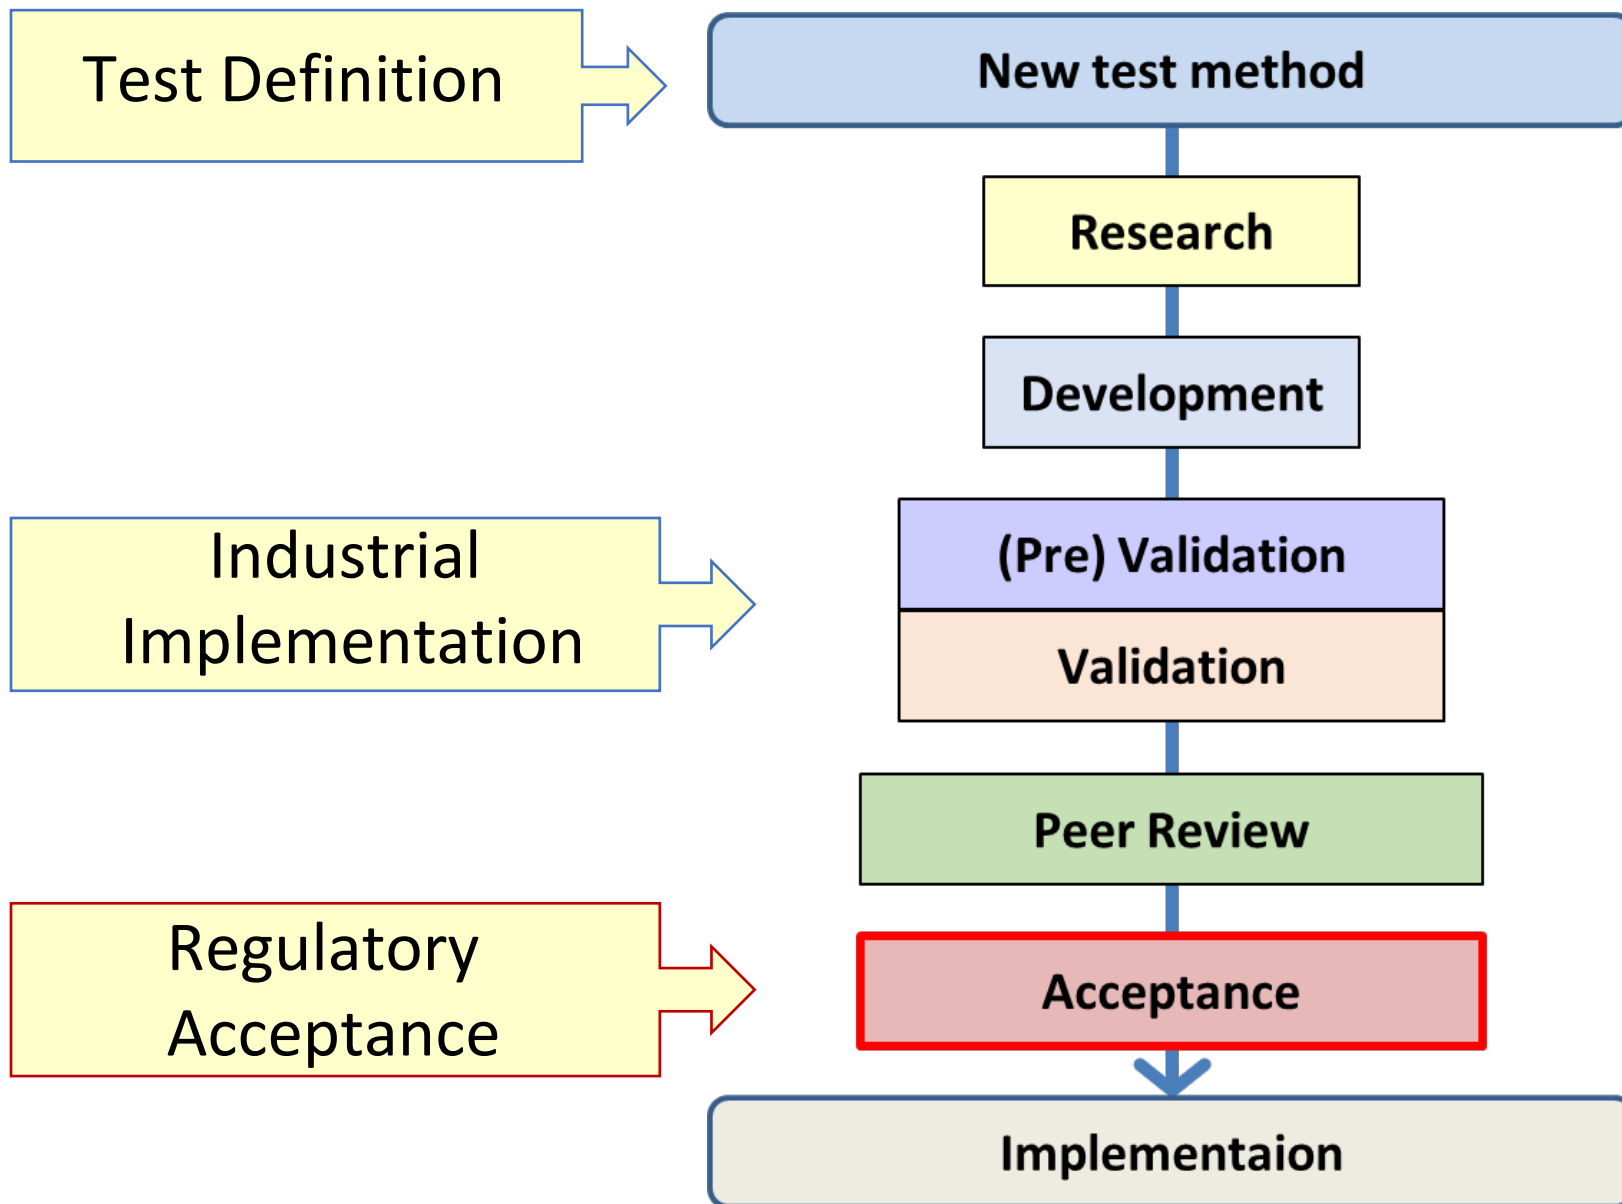 Test Definition
New test method
Research
Development
Industrial
Implementation
(Pre) Validation
Validation
Peer Review
Regulatory
Acceptance
Acceptance
Implementaion